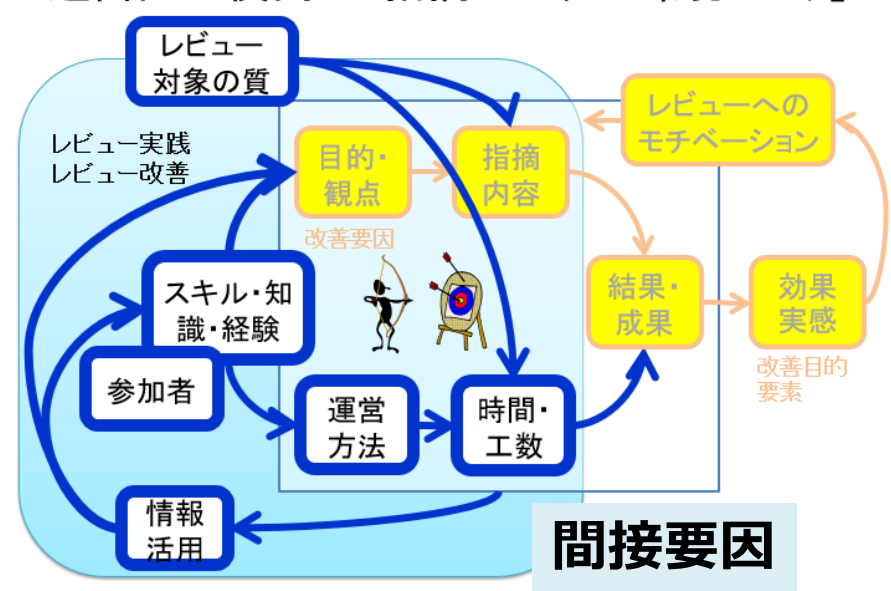 レビュー
対象の質
レビューへの
モチベーション
レビュー実践
レビュー改善
目的・
観点
指摘
内容
改善要因
スキル・知
識・経験
結果・
成果
効果
実感
参加者
運営
方法
時間・
工数
改善目的
要素
情報
活用
間接要因